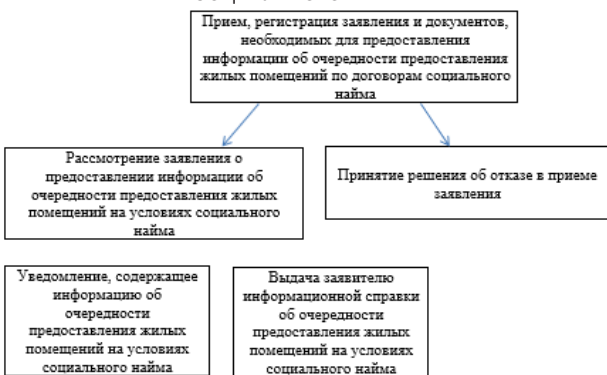 Прием, регистрация заявления и документов,
необходимых для предоставления
информации об очередности предоставления
жилых помещений по договорам социального
найма
Рассмотрение заявления о
предоставлении информации об
очередности предоставления жилых
помещений на условиях социального
найма
Принятие решения об отказе в приеме
заявления
Уведомление, содержащее
информацию об
очередности
предоставления жилых
помещений на условиях
социального найма
Выдача заявителю
информационной справки
об очередности
предоставления жилых
помещений на условиях
социального найма